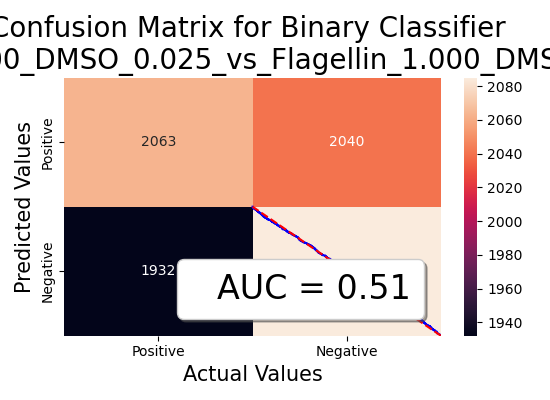 Confusion Matrix for Binary Classifier
00_DMSO_0.025_vs_Flagellin_1.000_DMS
2063
2040
1932
AUC = 0.51
Predicted Values
Positive
Negative
Positive
Negative
Actual Values
2080
2060
2040
2020
2000
1980
1960
1940